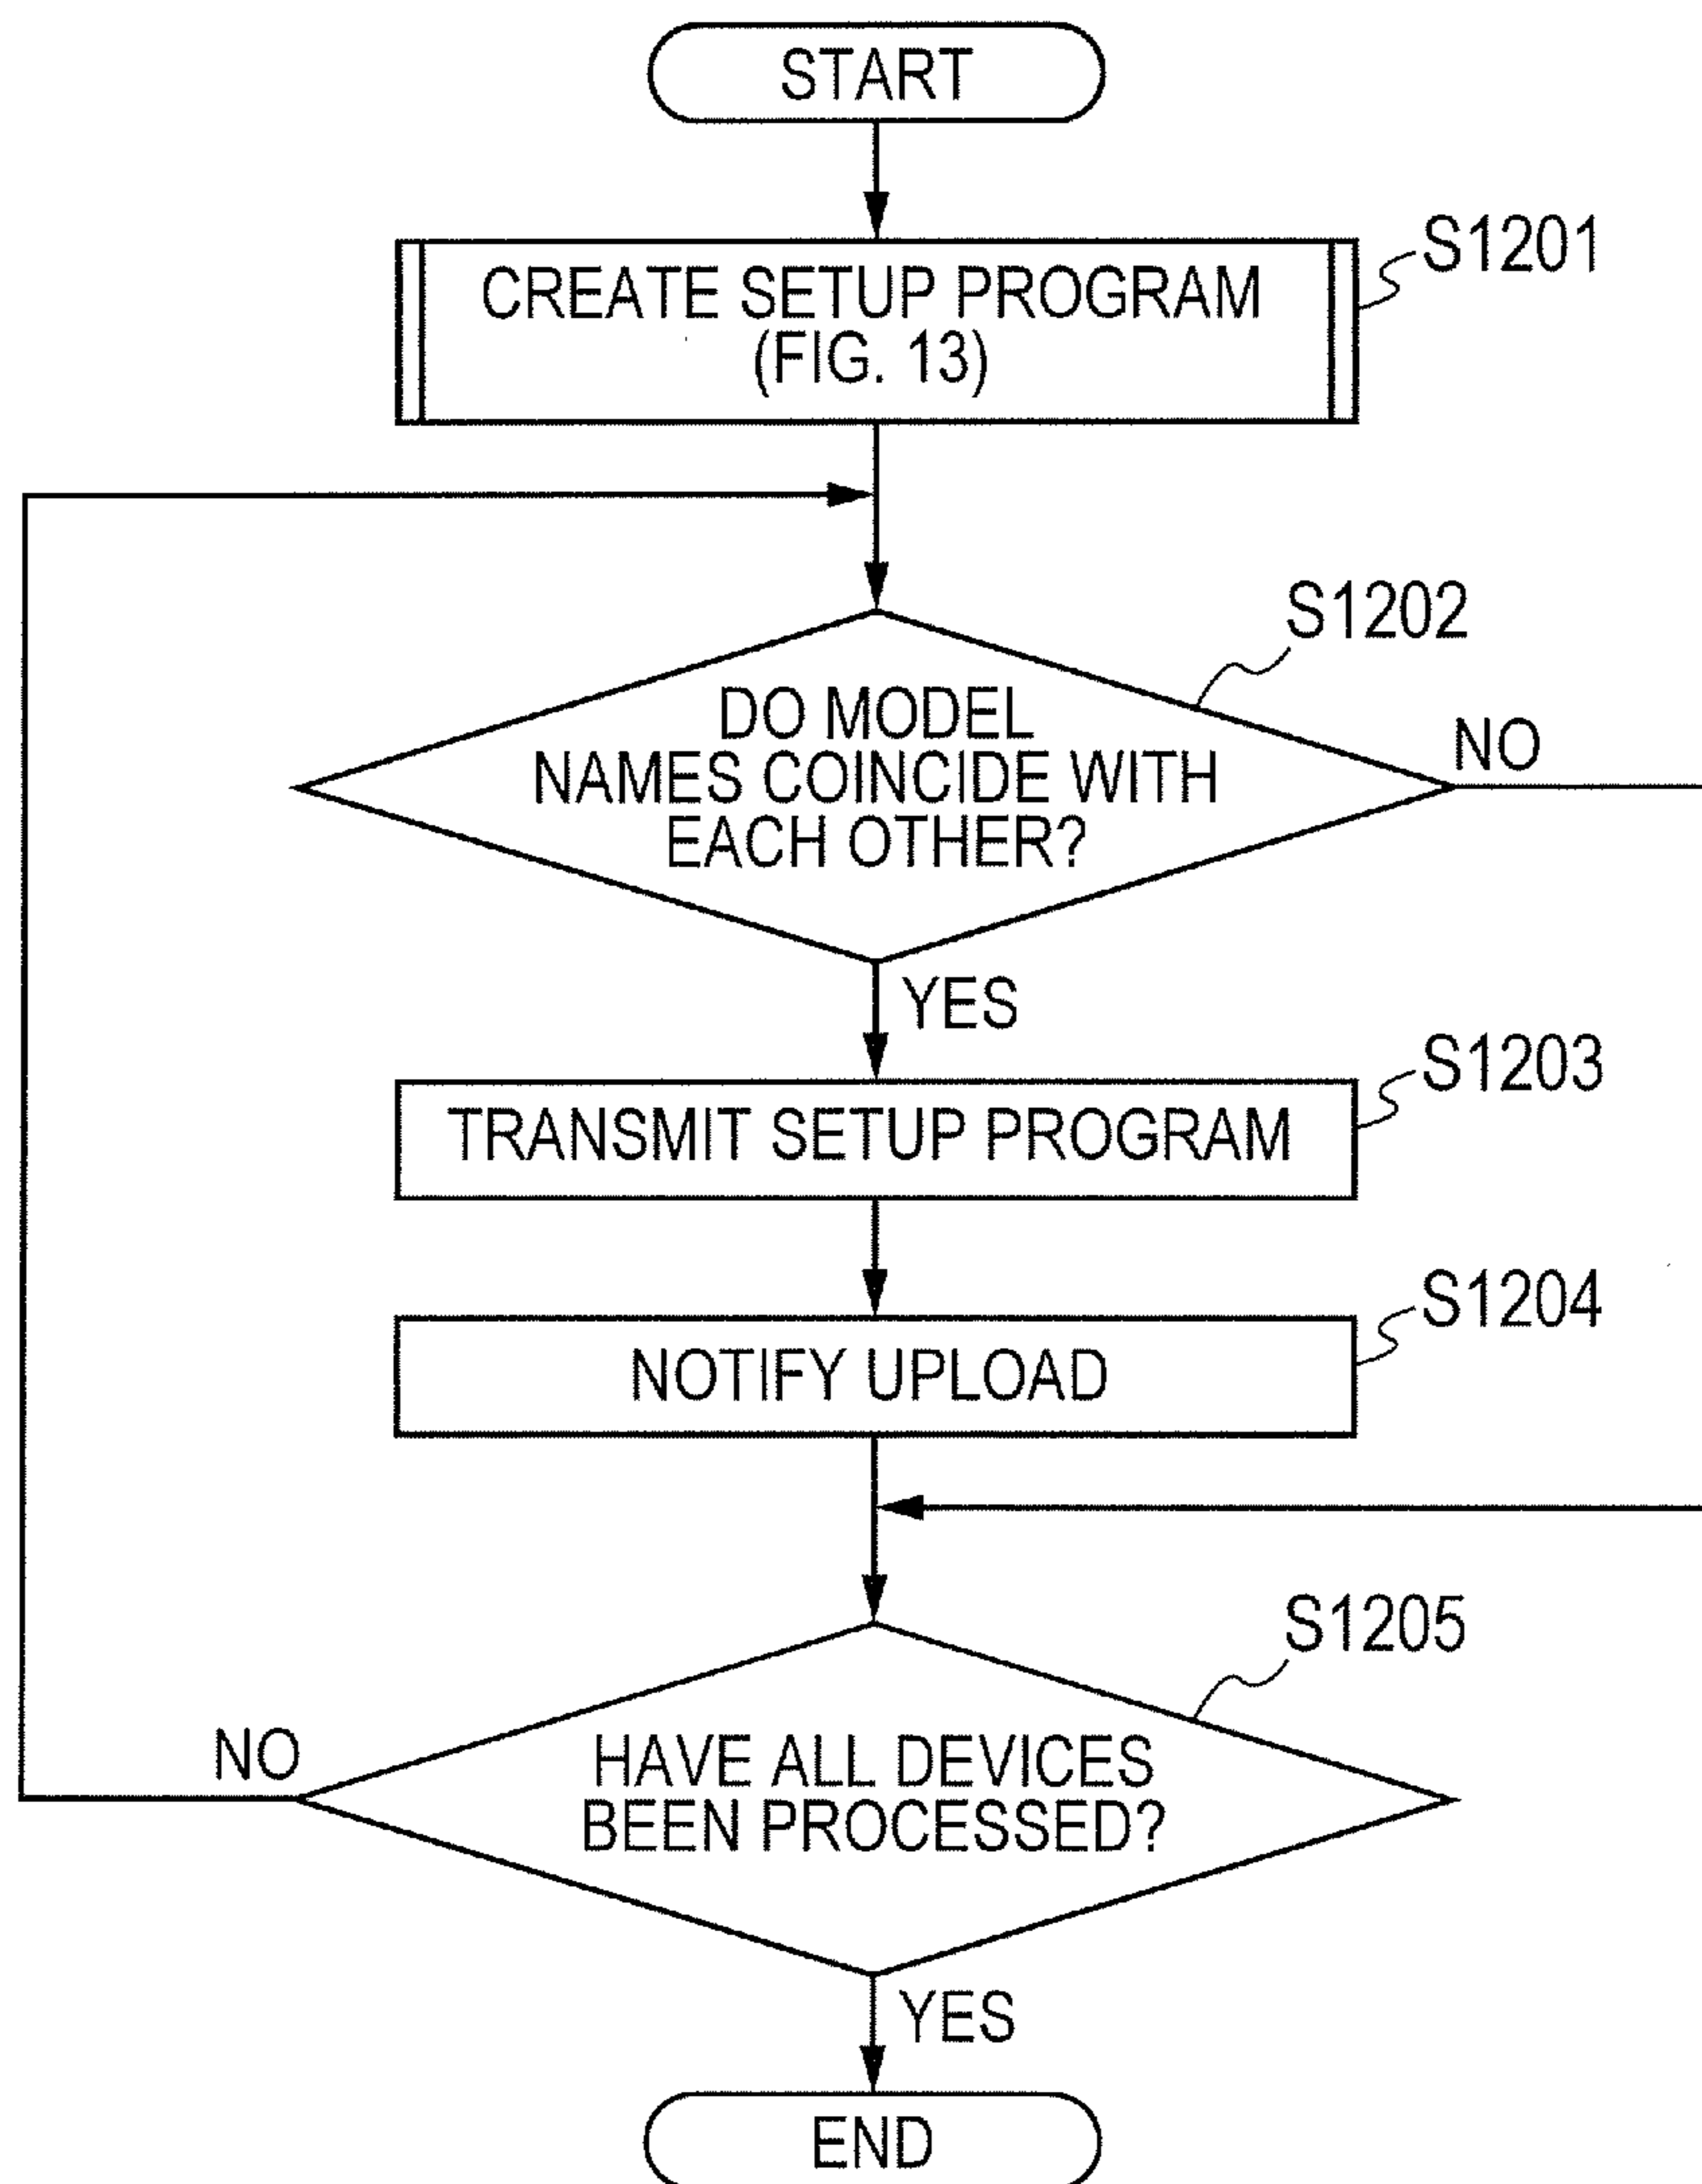 START
CREATE SETUP PROGRAM
(FIG. 13)
S1201
S1202
DO MODEL
NAMES COINCIDE WITH
EACH OTHER?
NO
YES
S1203
TRANSMIT SETUP PROGRAM
S1204
NOTIFY UPLOAD
S1205
HAVE ALL DEVICES
BEEN PROCESSED?
NO
YES
END